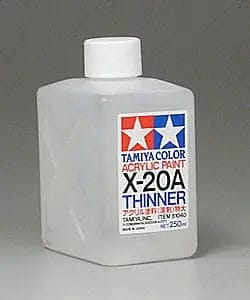 TAMIYA COLOR
ACRYLIC PAINT
X-20A
THINNER
アクリル塗料〈溶剤〉特大
TAMIYA, INC. ITEM 81040
MADE IN JAPAN NET 250ml